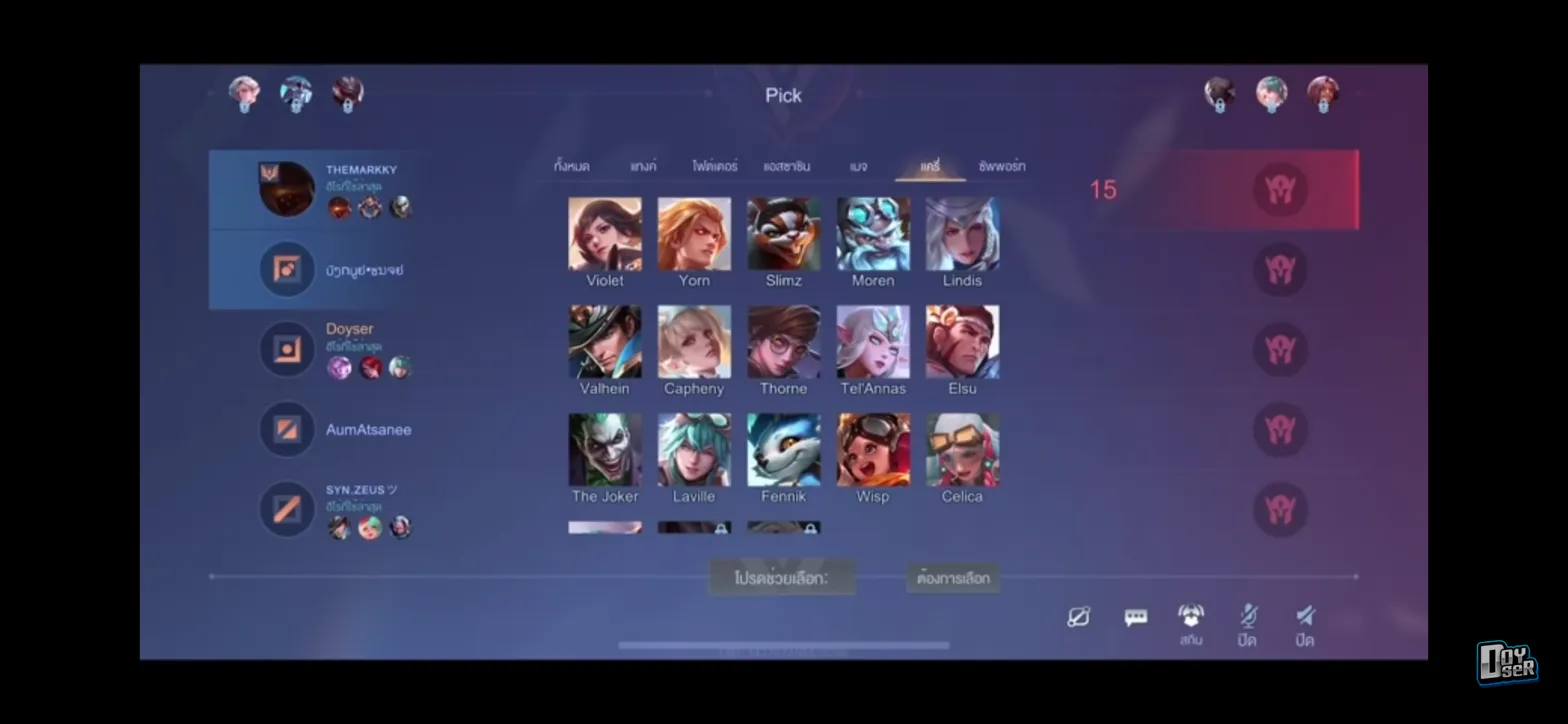 Pick
THEMARKKY
ฮีโร่ที่ใช้ล่าสุด
Doyser
ฮีโร่ที่ใช้ล่าสุด
AumAtsanee
SYN.ZEUSツ
ฮีโร่ที่ใช้ล่าสุด
ทั้งหมด แทงค์ ไฟต์เตอร์ แอสซาซิน เมจ แครี่ ซัพพอร์ท
15
Violet Yorn Slimz Moren Lindis
Valhein Capheny Thorne Tel'Annas Elsu
The Joker Laville Fennik Wisp Celica
โปรดช่วยเลือก: ต้องการเลือก
สกิน ปิด ปิด
DOYSER